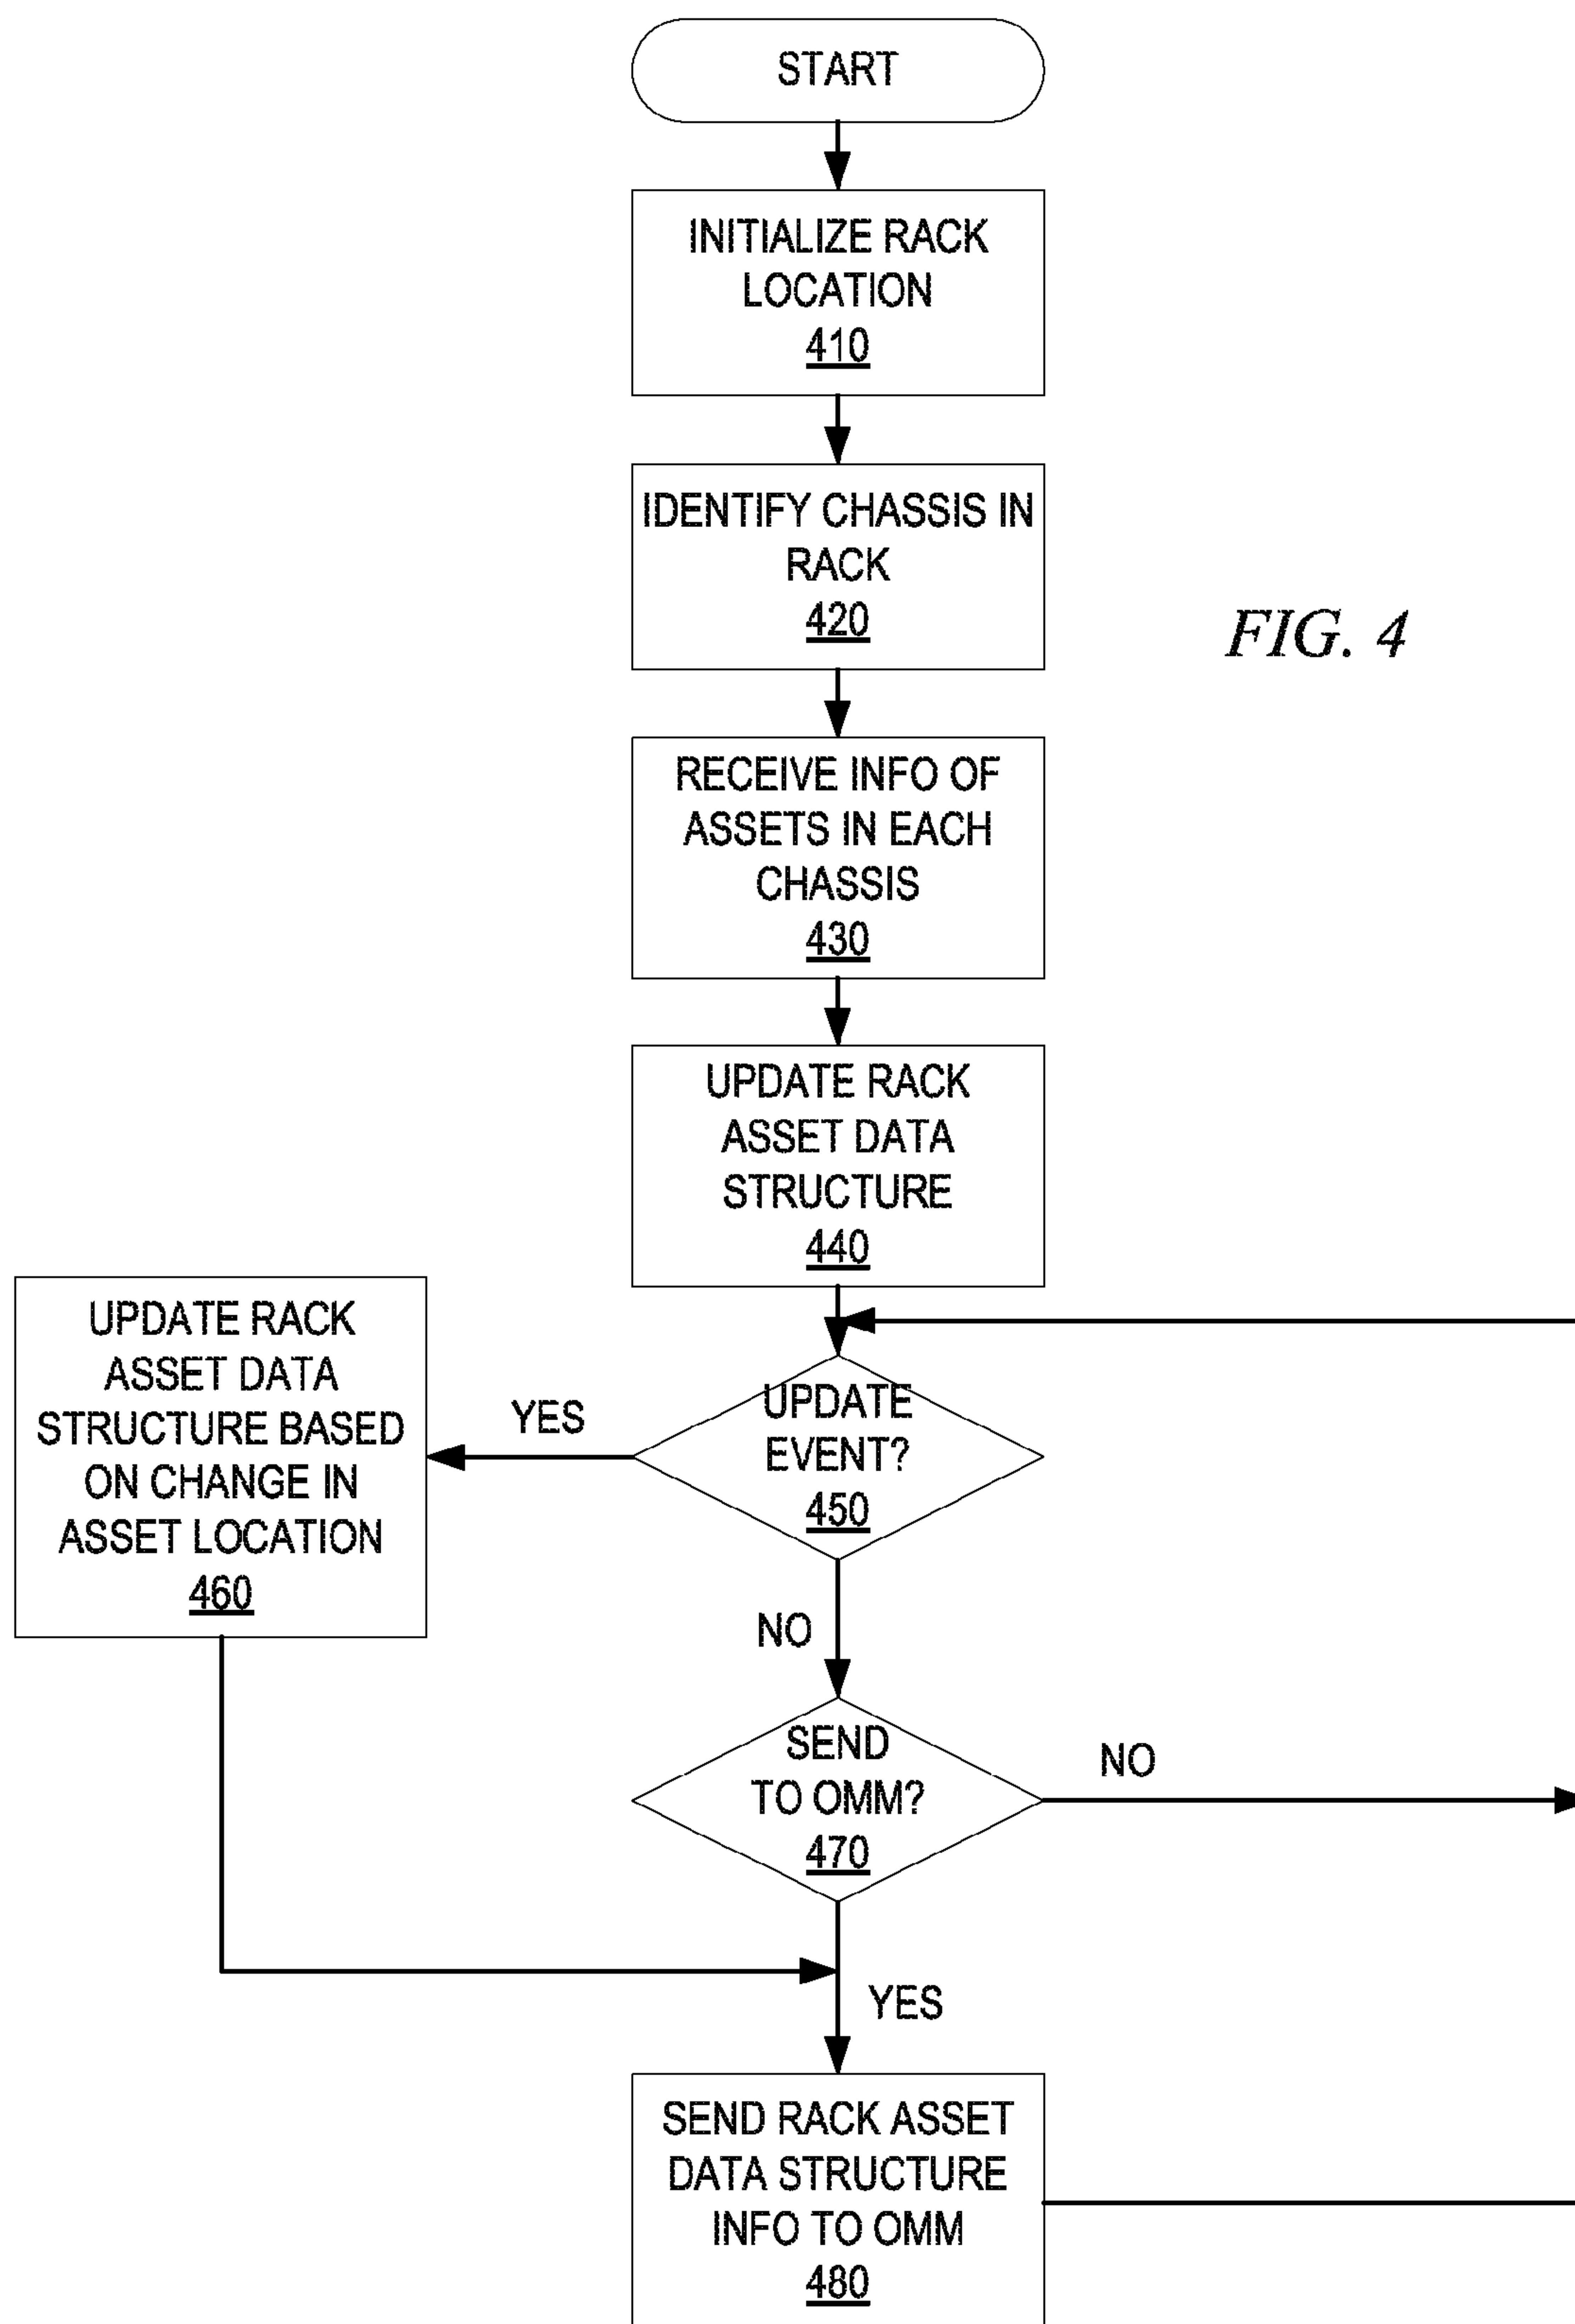 START
INITIALIZE RACK
LOCATION
410
IDENTIFY CHASSIS IN
RACK
420
FIG. 4
RECEIVE INFO OF
ASSETS IN EACH
CHASSIS
430
UPDATE RACK
ASSET DATA
STRUCTURE
440
UPDATE RACK
ASSET DATA
STRUCTURE BASED
ON CHANGE IN
ASSET LOCATION
460
YES
UPDATE
EVENT?
450
NO
SEND
TO OMM?
470
NO
YES
SEND RACK ASSET
DATA STRUCTURE
INFO TO OMM
480